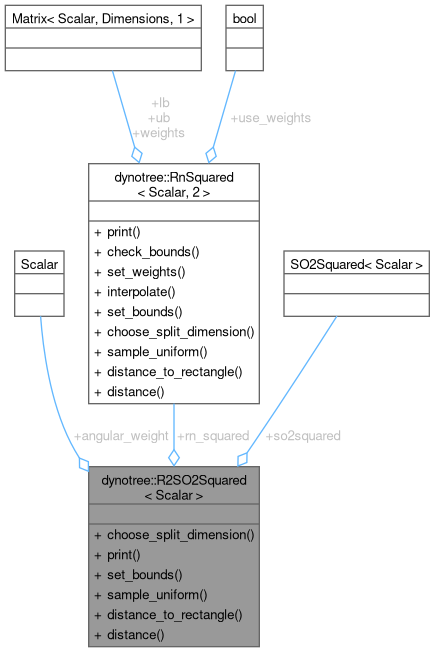 Matrix< Scalar, Dimensions, 1 >
bool
+lb
+ub
+weights
+use_weights
dynotree::RnSquared
< Scalar, 2 >
+ print()
+ check_bounds()
+ set_weights()
+ interpolate()
+ set_bounds()
+ choose_split_dimension()
+ sample_uniform()
+ distance_to_rectangle()
+ distance()
Scalar
SO2Squared< Scalar >
+angular_weight
+rn_squared
+so2squared
dynotree::R2SO2Squared
< Scalar >
+ choose_split_dimension()
+ print()
+ set_bounds()
+ sample_uniform()
+ distance_to_rectangle()
+ distance()